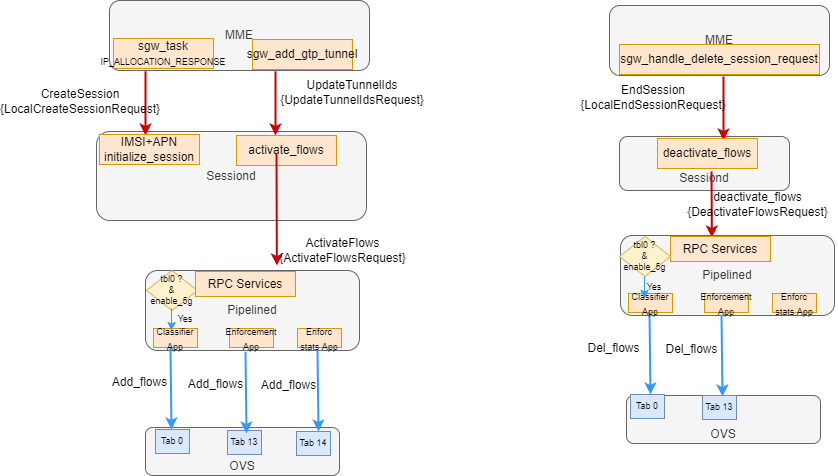 sgw_task
MME
IP_ALLOCATION_RESPONSE
sgw_add_gtp_tunnel
CreateSession
{LocalCreateSessionRequest}
UpdateTunnelIds
{UpdateTunnelIdsRequest}
IMSI+APN
initialize_session
activate_flows
Sessiond
ActivateFlows
{ActivateFlowsRequest}
tbl0 ?
&
enable_5g
RPC Services
Pipelined
Yes
Classifier
App
Enforcement
App
Enforc
stats App
Add_flows
Add_flows
Add_flows
Tab 0
Tab 13
Tab 14
OVS
MME
sgw_handle_delete_session_request
EndSession
{LocalEndSessionRequest}
deactivate_flows
Sessiond
deactivate_flows
{DeactivateFlowsRequest}
tbl0 ?
&
enable_5g
RPC Services
Pipelined
Yes
Classifier
App
Enforcement
App
Enforc
stats App
Del_flows
Del_flows
Tab 0
Tab 13
OVS